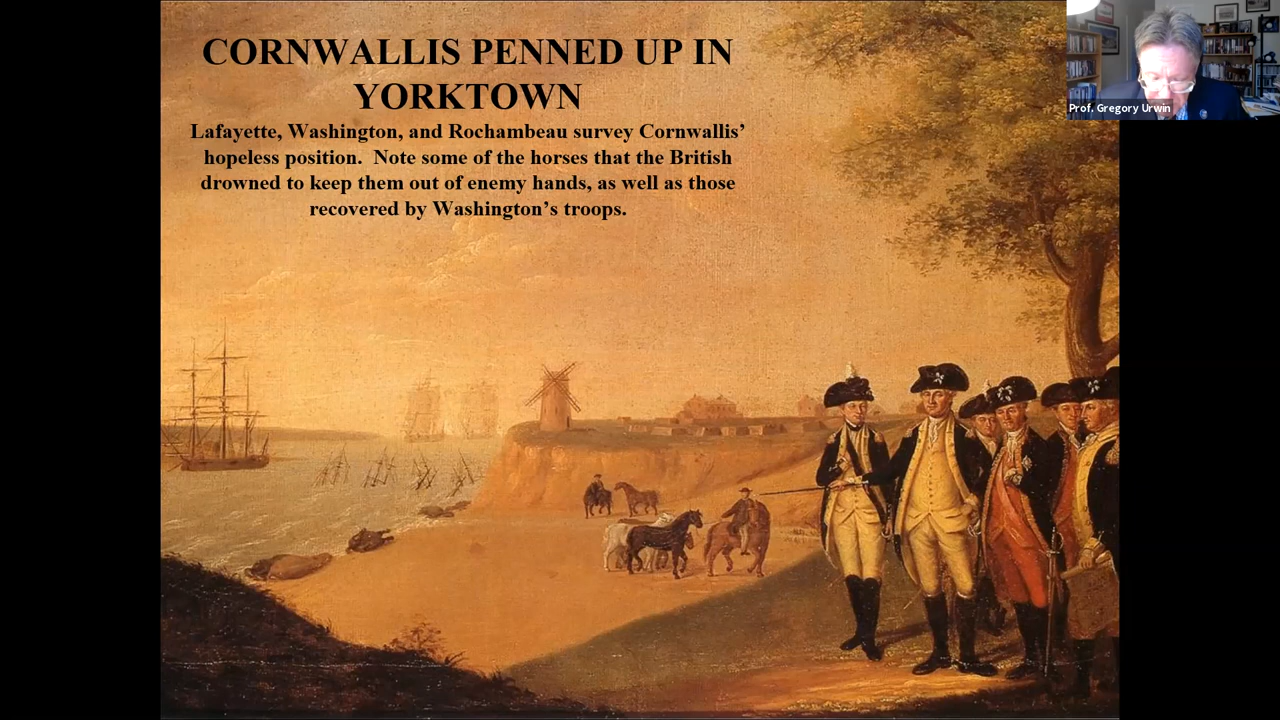 CORNWALLIS PENNED UP IN
YORKTOWN
Lafayette, Washington, and Rochambeau survey Cornwallis’
hopeless position.  Note some of the horses that the British
drowned to keep them out of enemy hands, as well as those
recovered by Washington’s troops.
Prof. Gregory Urwin